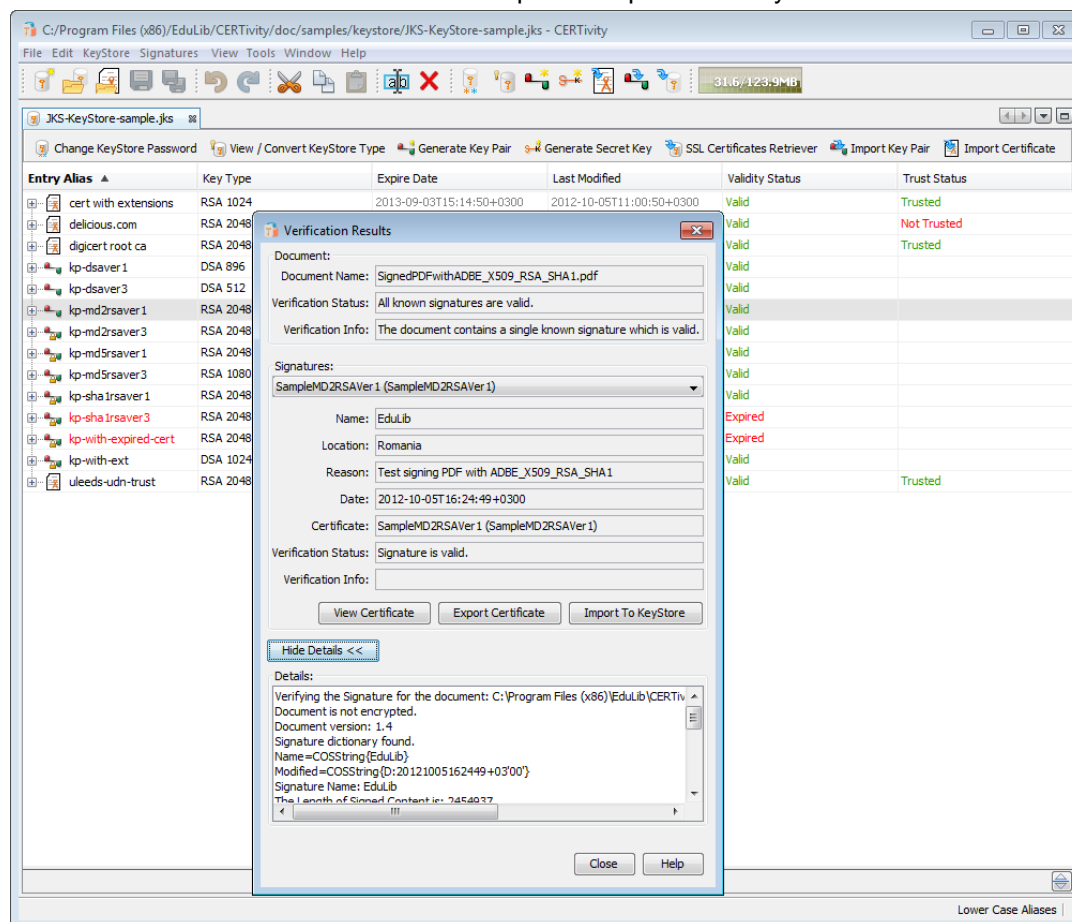 C:/Program Files (x86)/EduLib/CERTivity/doc/samples/keystore/JKS-KeyStore-sample.jks - CERTivity
File Edit KeyStore Signatures View Tools Window Help
31.6/123.9MB
JKS-KeyStore-sample.jks
Change KeyStore Password View / Convert KeyStore Type Generate Key Pair Generate Secret Key SSL Certificates Retriever Import Key Pair Import Certificate
Entry Alias Key Type Expire Date Last Modified Validity Status Trust Status
cert with extensions RSA 1024 2013-09-03T15:14:50+0300 2012-10-05T11:00:50+0300 Valid Trusted
delicious.com RSA 2048 Valid Not Trusted
digicert root ca RSA 2048 Valid Trusted
kp-dsaver1 DSA 896 Valid
kp-dsaver3 DSA 512 Valid
kp-md2rsaver1 RSA 2048 Valid
kp-md2rsaver3 RSA 2048 Valid
kp-md5rsaver1 RSA 2048 Valid
kp-md5rsaver3 RSA 1080 Valid
kp-sha1rsaver1 RSA 2048 Valid
kp-sha1rsaver3 RSA 2048 Expired
kp-with-expired-cert RSA 2048 Expired
kp-with-ext DSA 1024 Valid
uleeds-udn-trust RSA 2048 Valid Trusted
Verification Results
Document:
Document Name: SignedPDFwithADBE_X509_RSA_SHA1.pdf
Verification Status: All known signatures are valid.
Verification Info: The document contains a single known signature which is valid.
Signatures:
SampleMD2RSAVer1 (SampleMD2RSAVer1)
Name: EduLib
Location: Romania
Reason: Test signing PDF with ADBE_X509_RSA_SHA1
Date: 2012-10-05T16:24:49+0300
Certificate: SampleMD2RSAVer1 (SampleMD2RSAVer1)
Verification Status: Signature is valid.
Verification Info:
View Certificate Export Certificate Import To KeyStore
Hide Details <<
Details:
Verifying the Signature for the document: C:\Program Files (x86)\EduLib\CERTiv
Document is not encrypted.
Document version: 1.4
Signature dictionary found.
Name=COSString{EduLib}
Modified=COSString{D:20121005162449+03'00'}
Signature Name: EduLib
The Length of Signed Content is: 2454937
Close Help
Lower Case Aliases